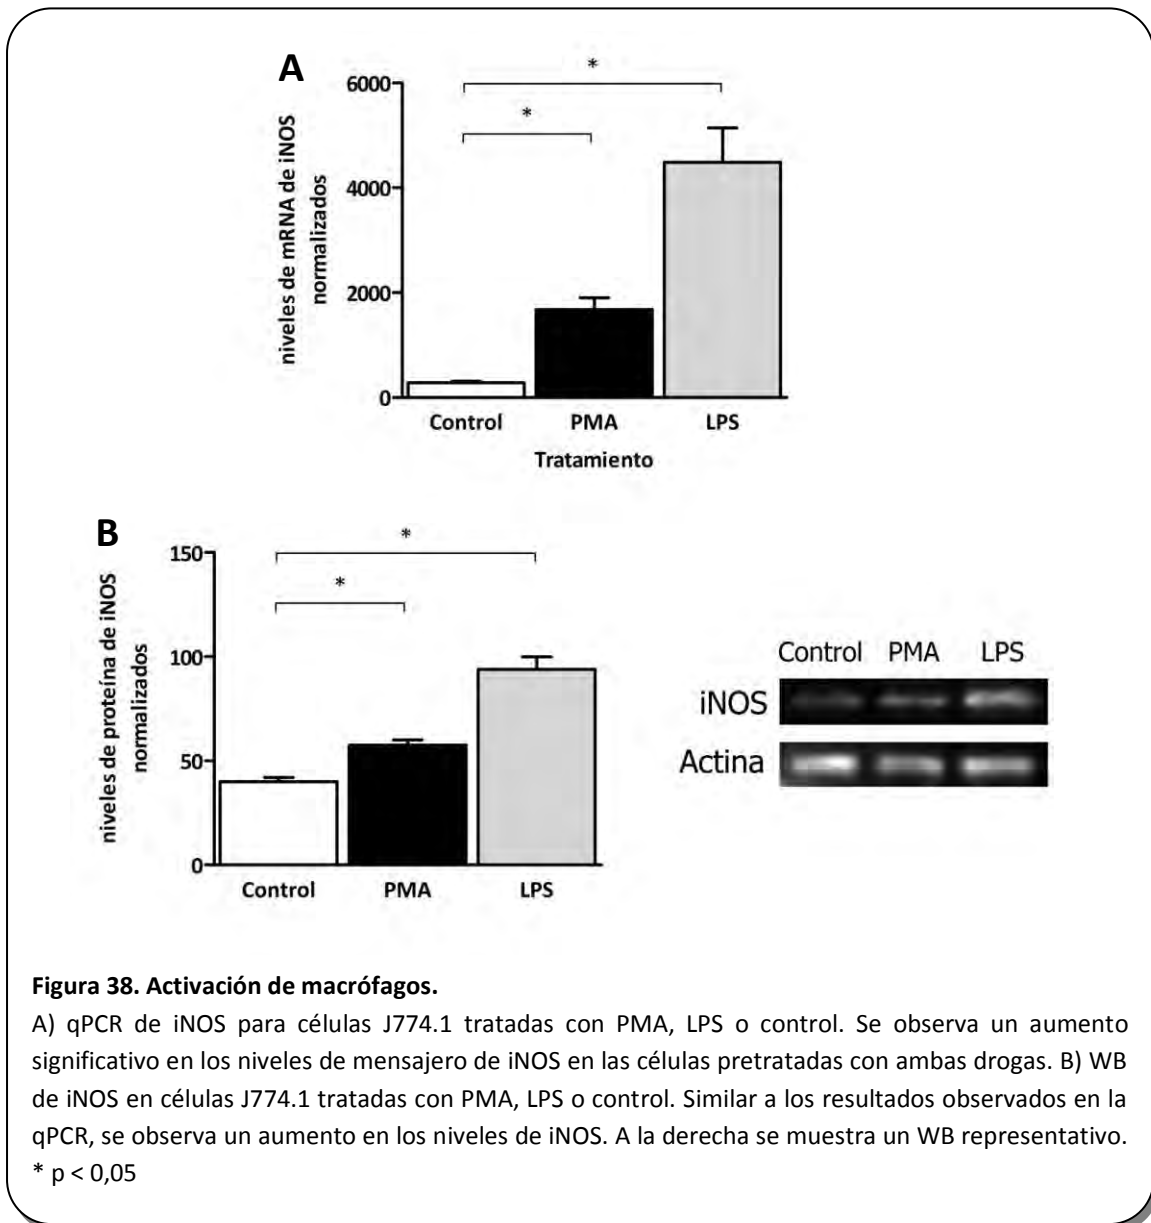 A
niveles de mRNA de iNOS
normalizados
6000
4000
2000
0
*
*
Control PMA LPS
Tratamiento
B
niveles de proteína de iNOS
normalizados
150
100
50
0
*
*
Control PMA LPS
Control PMA LPS
iNOS
Actina
Figura 38. Activación de macrófagos.
A) qPCR de iNOS para células J774.1 tratadas con PMA, LPS o control. Se observa un aumento
significativo en los niveles de mensajero de iNOS en las células pretratadas con ambas drogas. B) WB
de iNOS en células J774.1 tratadas con PMA, LPS o control. Similar a los resultados observados en la
qPCR, se observa un aumento en los niveles de iNOS. A la derecha se muestra un WB representativo.
* p < 0,05